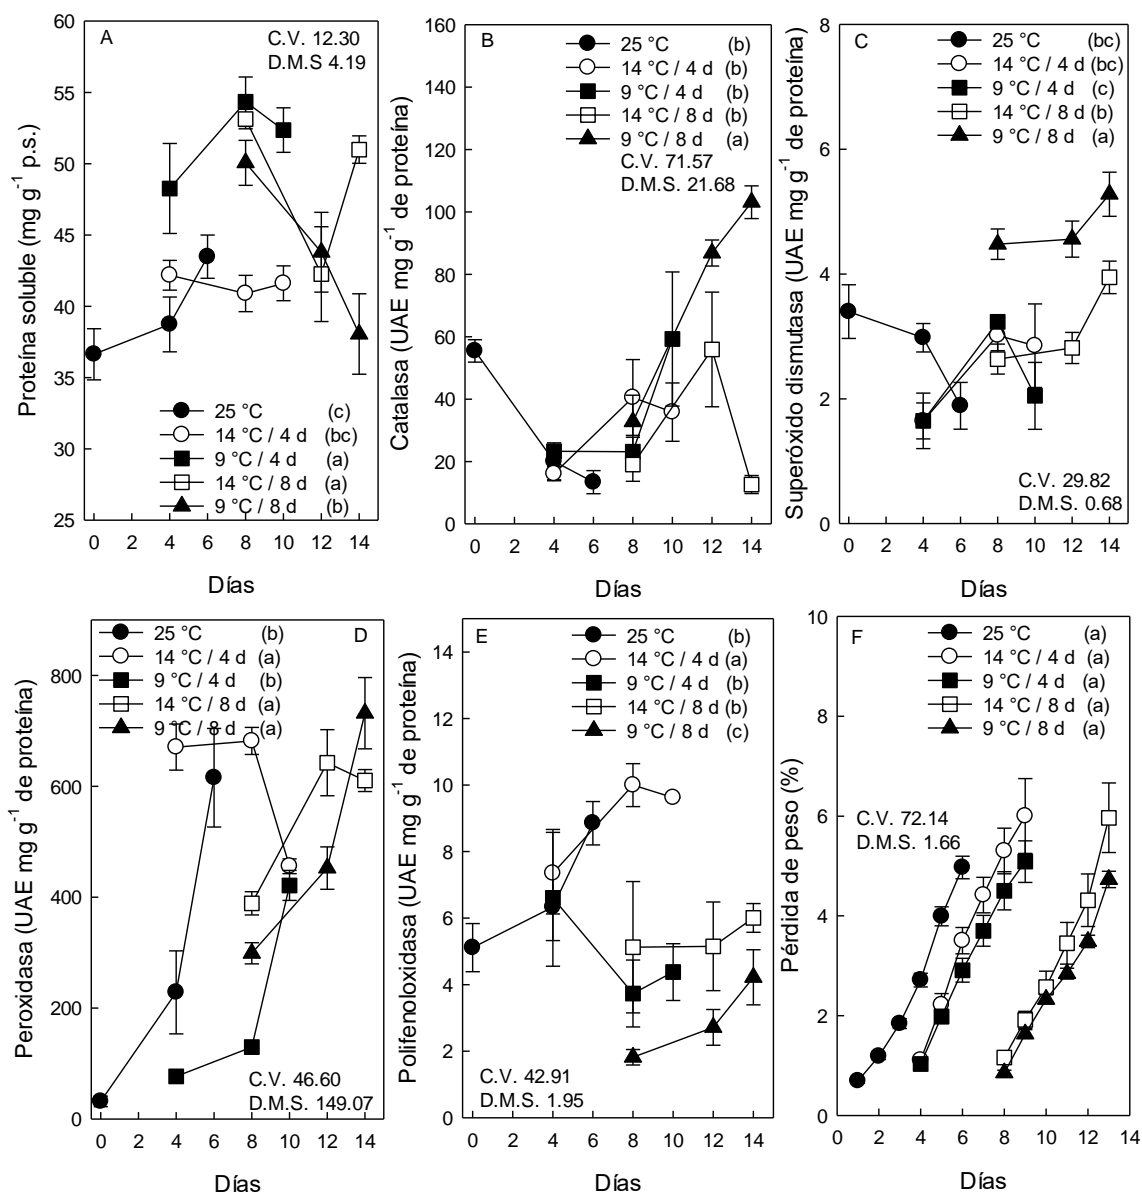 A
C.V. 12.30
D.M.S 4.19
Proteína soluble (mg g⁻¹ p.s.)
60
55
50
45
40
35
30
25
25 °C (c)
14 °C / 4 d (bc)
9 °C / 4 d (a)
14 °C / 8 d (a)
9 °C / 8 d (b)
0 2 4 6 8 10 12 14
Días
B
25 °C (b)
14 °C / 4 d (b)
9 °C / 4 d (b)
14 °C / 8 d (b)
9 °C / 8 d (a)
C.V. 71.57
D.M.S. 21.68
Catalasa (UAE mg g⁻¹ de proteína)
160
140
120
100
80
60
40
20
0
0 2 4 6 8 10 12 14
Días
C
25 °C (bc)
14 °C / 4 d (bc)
9 °C / 4 d (c)
14 °C / 8 d (b)
9 °C / 8 d (a)
Superóxido dismutasa (UAE mg g⁻¹ de proteína)
8
6
4
2
0
C.V. 29.82
D.M.S. 0.68
0 2 4 6 8 10 12 14
Días
D
25 °C (b)
14 °C / 4 d (a)
9 °C / 4 d (b)
14 °C / 8 d (a)
9 °C / 8 d (a)
Peroxidasa (UAE mg g⁻¹ de proteína)
800
600
400
200
0
C.V. 46.60
D.M.S. 149.07
0 2 4 6 8 10 12 14
Días
E
25 °C (b)
14 °C / 4 d (a)
9 °C / 4 d (b)
14 °C / 8 d (b)
9 °C / 8 d (c)
Polifenoloxidasa (UAE mg g⁻¹ de proteína)
14
12
10
8
6
4
2
0
C.V. 42.91
D.M.S. 1.95
0 2 4 6 8 10 12 14
Días
F
25 °C (a)
14 °C / 4 d (a)
9 °C / 4 d (a)
14 °C / 8 d (a)
9 °C / 8 d (a)
C.V. 72.14
D.M.S. 1.66
Pérdida de peso (%)
10
8
6
4
2
0
0 2 4 6 8 10 12 14
Días